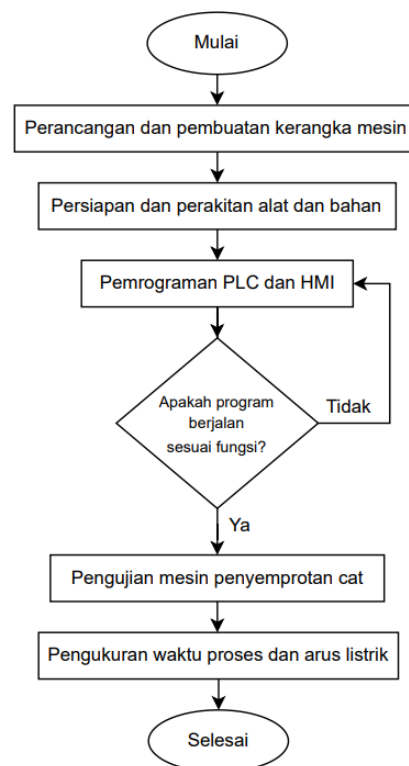 Mulai
Perancangan dan pembuatan kerangka mesin
Persiapan dan perakitan alat dan bahan
Pemrograman PLC dan HMI
Apakah program
berjalan
sesuai fungsi?
Tidak
Ya
Pengujian mesin penyemprotan cat
Pengukuran waktu proses dan arus listrik
Selesai